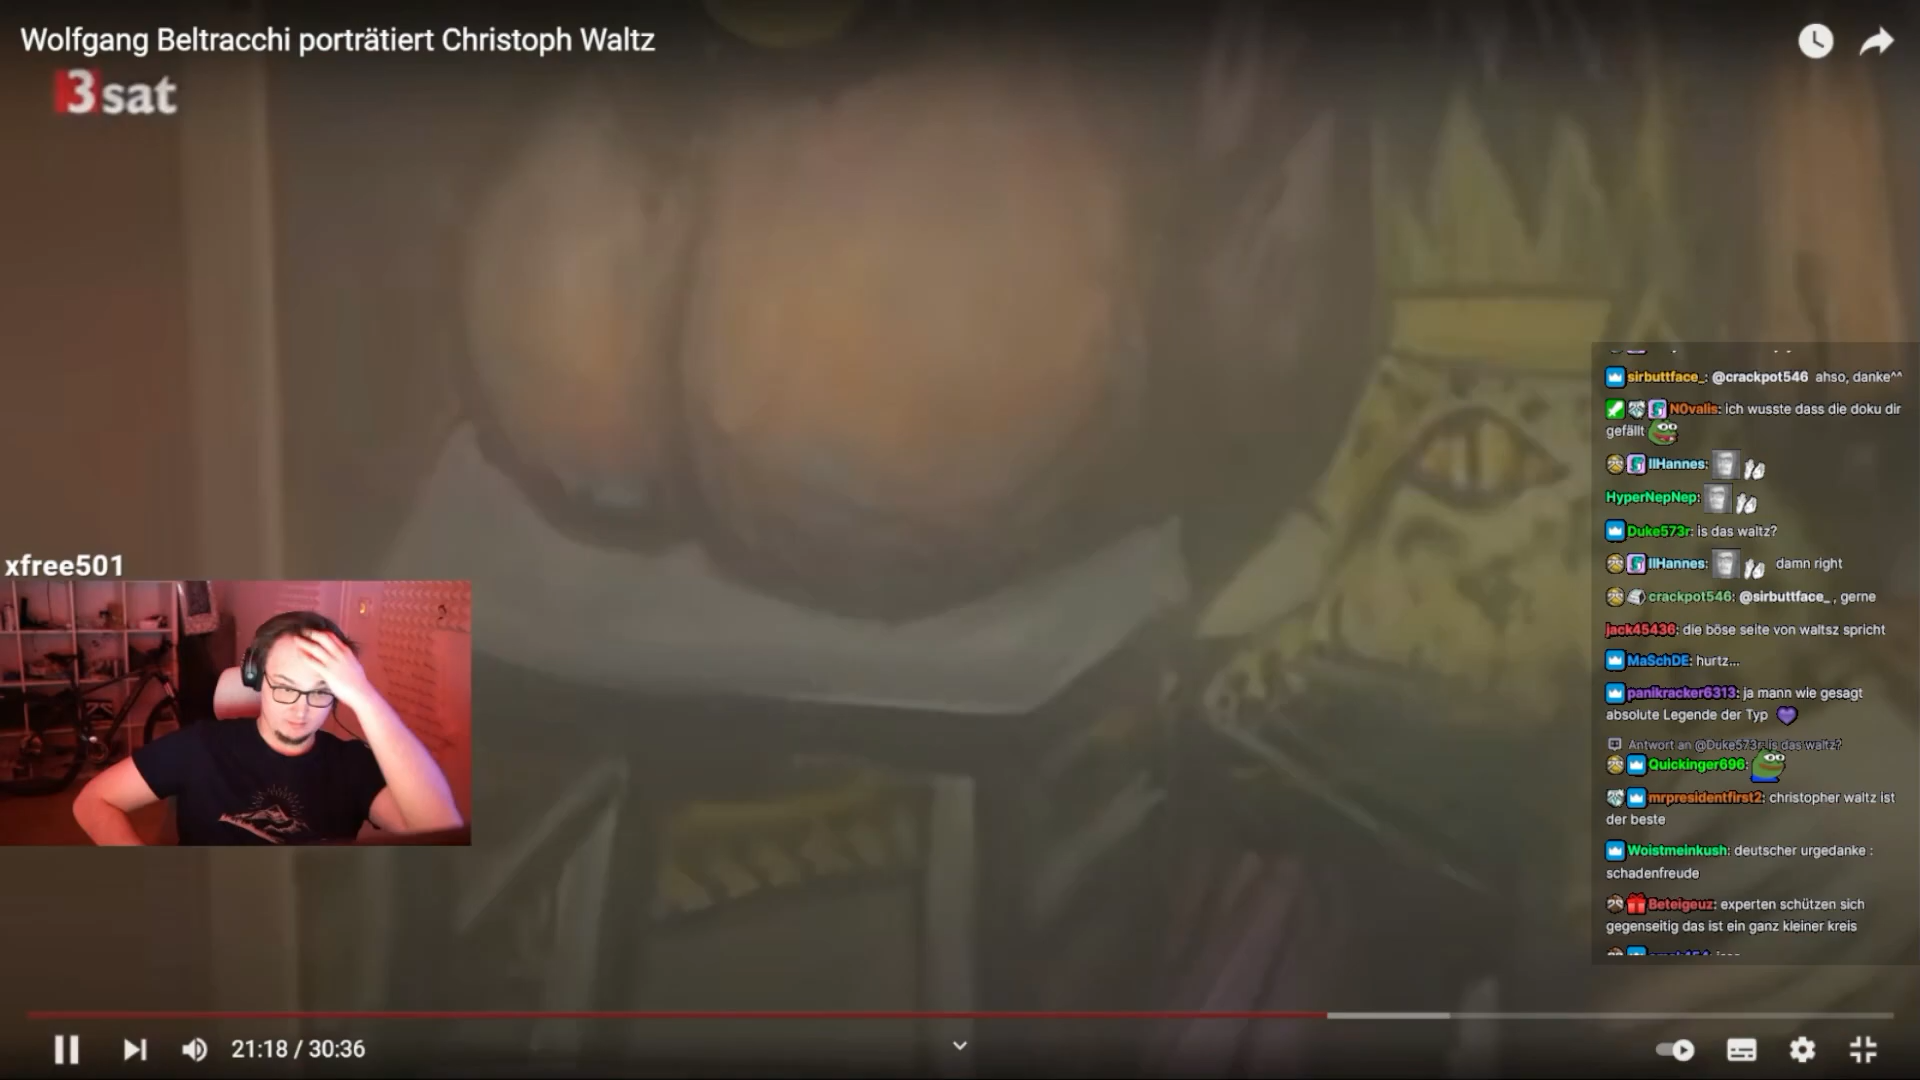 Wolfgang Beltracchi porträtiert Christoph Waltz
3sat
sirbuttface_: @crackpot546 ahso, danke^^
N0valis: ich wusste dass die doku dir
gefällt
llHannes:
HyperNepNep:
Duke573r: is das waltz?
llHannes: damn right
crackpot546: @sirbuttface_ , gerne
jack45436: die böse seite von waltsz spricht
MaSchDE: hurtz...
panikracker6313: ja mann wie gesagt
absolute Legende der Typ
Antwort an @Duke573r: is das waltz?
Quickinger696:
mrpresidentfirst2: christopher waltz ist
der beste
Woistmeinkush: deutscher urgedanke :
schadenfreude
Beteigeuz: experten schützen sich
gegenseitig das ist ein ganz kleiner kreis
xfree501
21:18 / 30:36